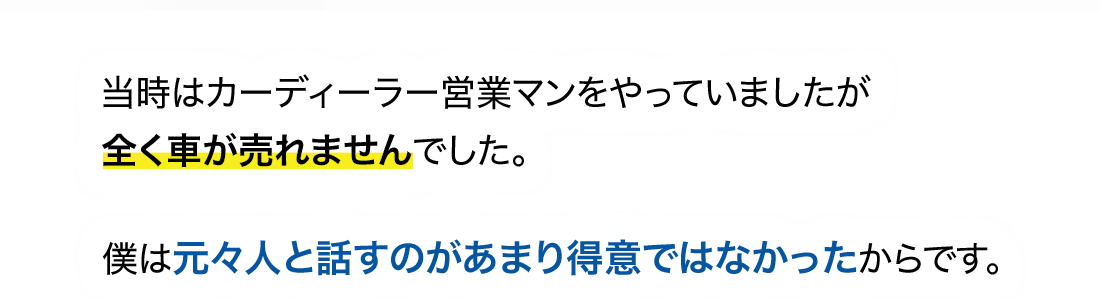 当時はカーディーラー営業マンをやっていましたが
全く車が売れませんでした。
僕は元々人と話すのがあまり得意ではなかったからです。